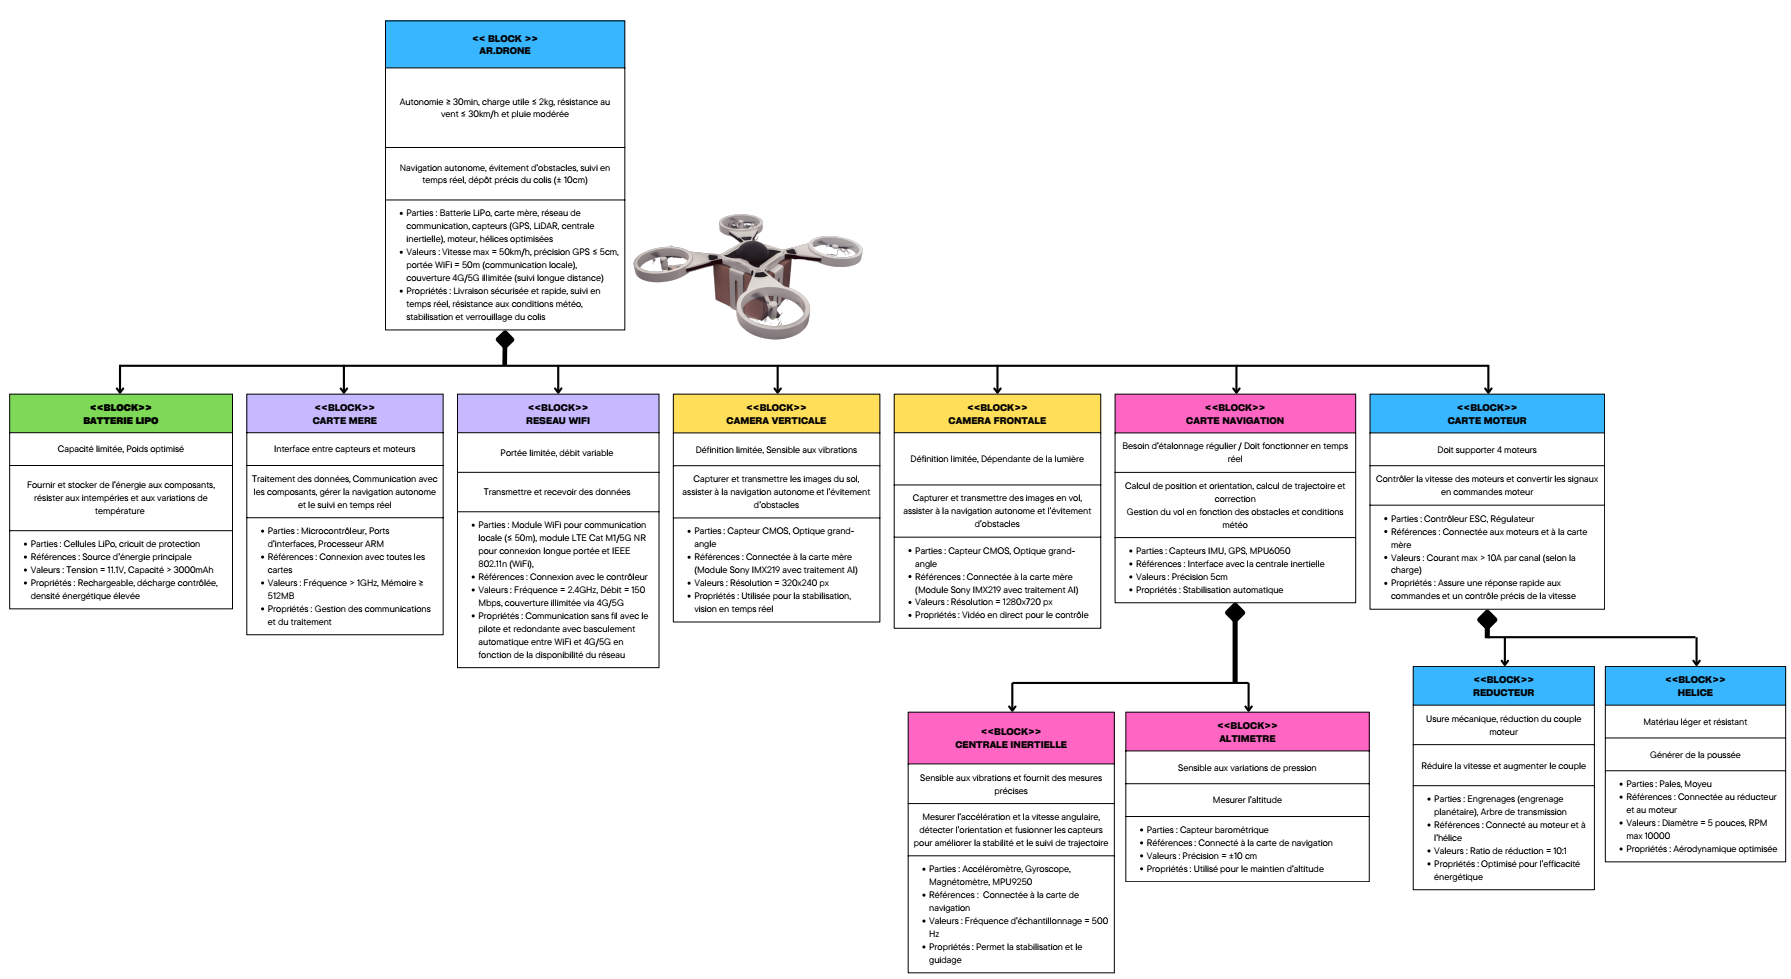 << BLOCK >>
AR.DRONE
Autonomie ≥ 30min, charge utile ≤ 2kg, résistance au
vent ≤ 30km/h et pluie modérée
Navigation autonome, évitement d'obstacles, suivi en
temps réel, dépôt précis du colis (± 10cm)
• Parties : Batterie LiPo, carte mère, réseau de
communication, capteurs (GPS, LiDAR, centrale
inertielle), moteur, hélices optimisées
• Valeurs : Vitesse max = 50km/h, précision GPS ≤ 5cm,
portée WiFi = 50m (communication locale),
couverture 4G/5G illimitée (suivi longue distance)
• Propriétés : Livraison sécurisée et rapide, suivi en
temps réel, résistance aux conditions météo,
stabilisation et verrouillage du colis
<<BLOCK>>
BATTERIE LIPO
Capacité limitée, Poids optimisé
Fournir et stocker de l'énergie aux composants,
résister aux intempéries et aux variations de
température
• Parties : Cellules LiPo, cricuit de protection
• Références : Source d'énergie principale
• Valeurs : Tension = 11.1V, Capacité > 3000mAh
• Propriétés : Rechargeable, décharge contrôlée,
densité énergétique élevée
<<BLOCK>>
CARTE MERE
Interface entre capteurs et moteurs
Traitement des données, Communication avec
les composants, gérer la navigation autonome
et le suivi en temps réel
• Parties : Microcontrôleur, Ports
d'interfaces, Processeur ARM
• Références : Connexion avec toutes les
cartes
• Valeurs : Fréquence > 1GHz, Mémoire ≥
512MB
• Propriétés : Gestion des communications
et du traitement
<<BLOCK>>
RESEAU WIFI
Portée limitée, débit variable
Transmettre et recevoir des données
• Parties : Module WiFi pour communication
locale (≤ 50m), module LTE Cat M1/5G NR
pour connexion longue portée et IEEE
802.11n (WiFi),
• Références : Connexion avec le contrôleur
• Valeurs : Fréquence = 2.4GHz, Débit = 150
Mbps, couverture illimitée via 4G/5G
• Propriétés : Communication sans fil avec le
pilote et redondante avec basculement
automatique entre WiFi et 4G/5G en
fonction de la disponibilité du réseau
<<BLOCK>>
CAMERA VERTICALE
Définition limitée, Sensible aux vibrations
Capturer et transmettre les images du sol,
assister à la navigation autonome et l'évitement
d'obstacles
• Parties : Capteur CMOS, Optique grand-
angle
• Références : Connectée à la carte mère
(Module Sony IMX219 avec traitement AI)
• Valeurs : Résolution = 320x240 px
• Propriétés : Utilisée pour la stabilisation,
vision en temps réel
<<BLOCK>>
CAMERA FRONTALE
Définition limitée, Dépendante de la lumière
Capturer et transmettre des images en vol,
assister à la navigation autonome et l'évitement
d'obstacles
• Parties : Capteur CMOS, Optique grand-
angle
• Références : Connectée à la carte mère
(Module Sony IMX219 avec traitement AI)
• Valeurs : Résolution = 1280x720 px
• Propriétés : Vidéo en direct pour le contrôle
<<BLOCK>>
CARTE NAVIGATION
Besoin d'étalonnage régulier / Doit fonctionner en temps
réel
Calcul de position et orientation, calcul de trajectoire et
correction
Gestion du vol en fonction des obstacles et conditions
météo
• Parties : Capteurs IMU, GPS, MPU6050
• Références : Interface avec la centrale inertielle
• Valeurs : Précision 5cm
• Propriétés : Stabilisation automatique
<<BLOCK>>
CARTE MOTEUR
Doit supporter 4 moteurs
Contrôler la vitesse des moteurs et convertir les signaux
en commandes moteur
• Parties : Contrôleur ESC, Régulateur
• Références : Connectée aux moteurs et à la carte
mère
• Valeurs : Courant max > 10A par canal (selon la
charge)
• Propriétés : Assure une réponse rapide aux
commandes et un contrôle précis de la vitesse
<<BLOCK>>
CENTRALE INERTIELLE
Sensible aux vibrations et fournit des mesures
précises
Mesurer l'accélération et la vitesse angulaire,
détecter l'orientation et fusionner les capteurs
pour améliorer la stabilité et le suivi de trajectoire
• Parties : Accéléromètre, Gyroscope,
Magnétomètre, MPU9250
• Références : Connectée à la carte de
navigation
• Valeurs : Fréquence d'échantillonnage = 500
Hz
• Propriétés : Permet la stabilisation et le
guidage
<<BLOCK>>
ALTIMETRE
Sensible aux variations de pression
Mesurer l'altitude
• Parties : Capteur barométrique
• Références : Connecté à la carte de navigation
• Valeurs : Précision = ±10 cm
• Propriétés : Utilisé pour le maintien d'altitude
<<BLOCK>>
REDUCTEUR
Usure mécanique, réduction du couple
moteur
Réduire la vitesse et augmenter le couple
• Parties : Engrenages (engrenage
planétaire), Arbre de transmission
• Références : Connecté au moteur et à
l'hélice
• Valeurs : Ratio de réduction = 10:1
• Propriétés : Optimisé pour l'efficacité
énergétique
<<BLOCK>>
HELICE
Matériau léger et résistant
Générer de la poussée
• Parties : Pales, Moyeu
• Références : Connectée au réducteur
et au moteur
• Valeurs : Diamètre = 5 pouces, RPM
max 10000
• Propriétés : Aérodynamique optimisée